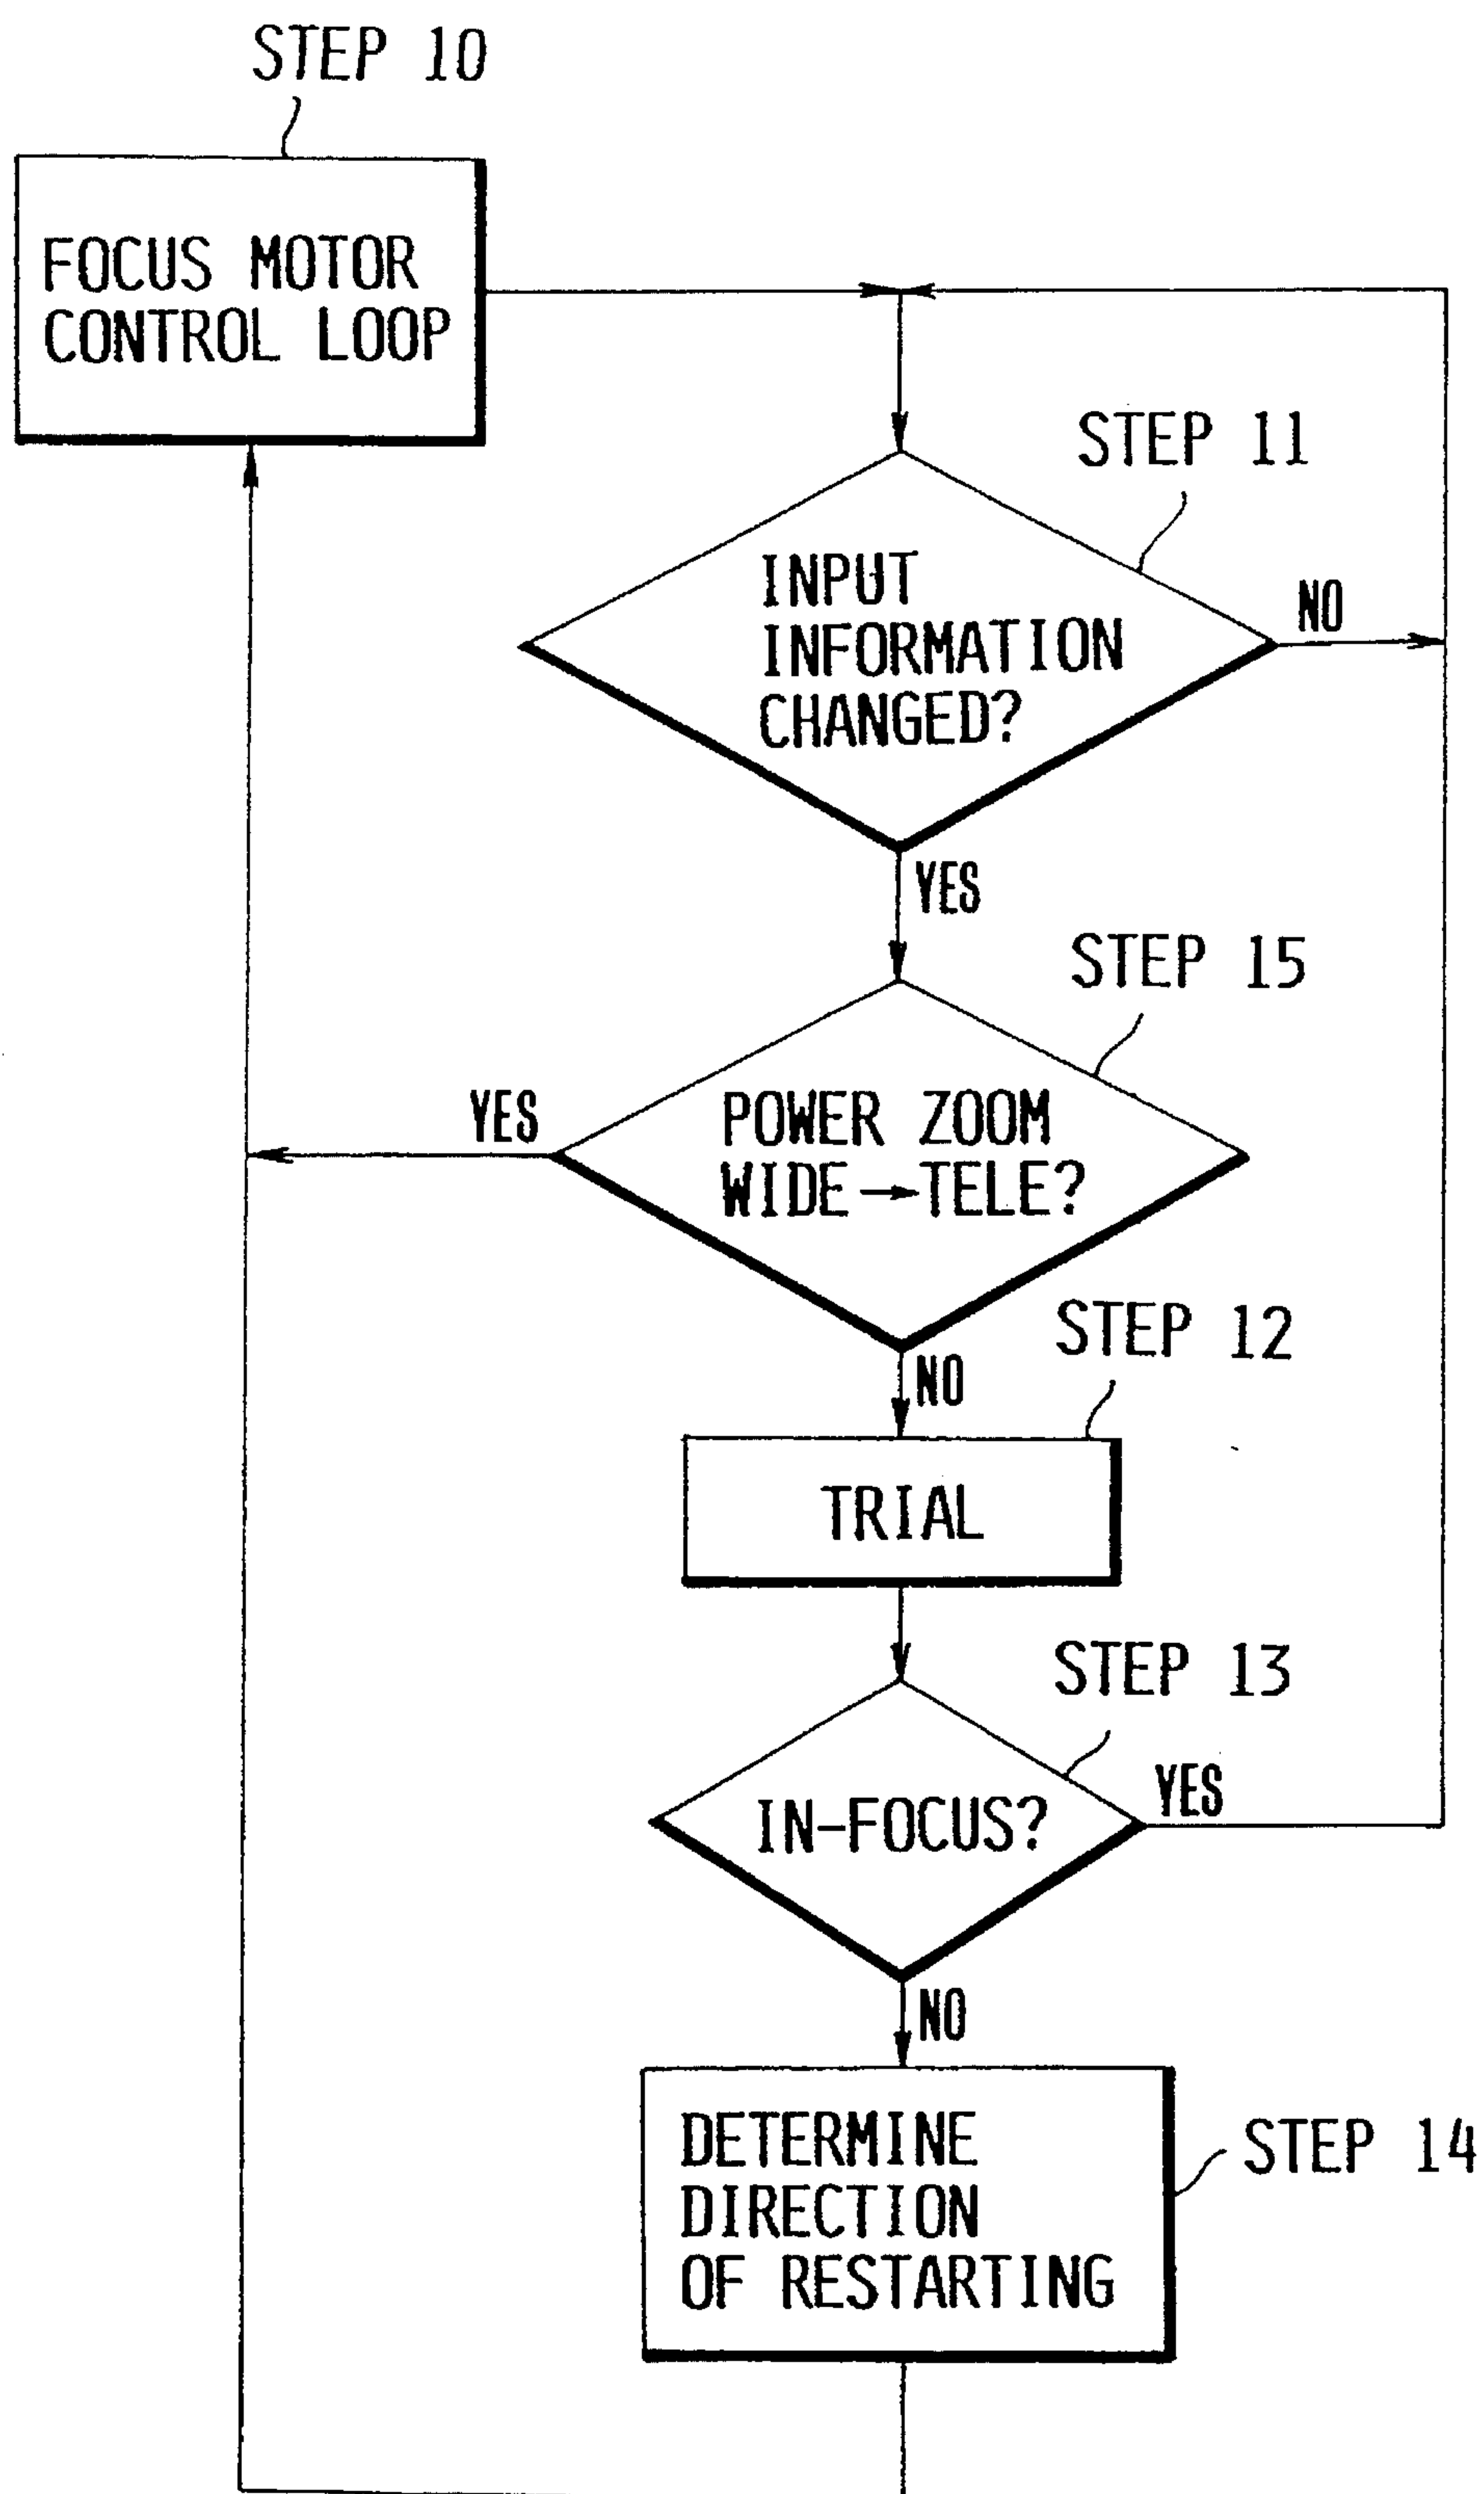 STEP 10
FOCUS MOTOR
CONTROL LOOP
STEP 11
INPUT
INFORMATION
CHANGED?
NO
YES
STEP 15
YES
POWER ZOOM
WIDE→TELE?
STEP 12
NO
TRIAL
STEP 13
YES
IN-FOCUS?
NO
DETERMINE
DIRECTION
OF RESTARTING
STEP 14